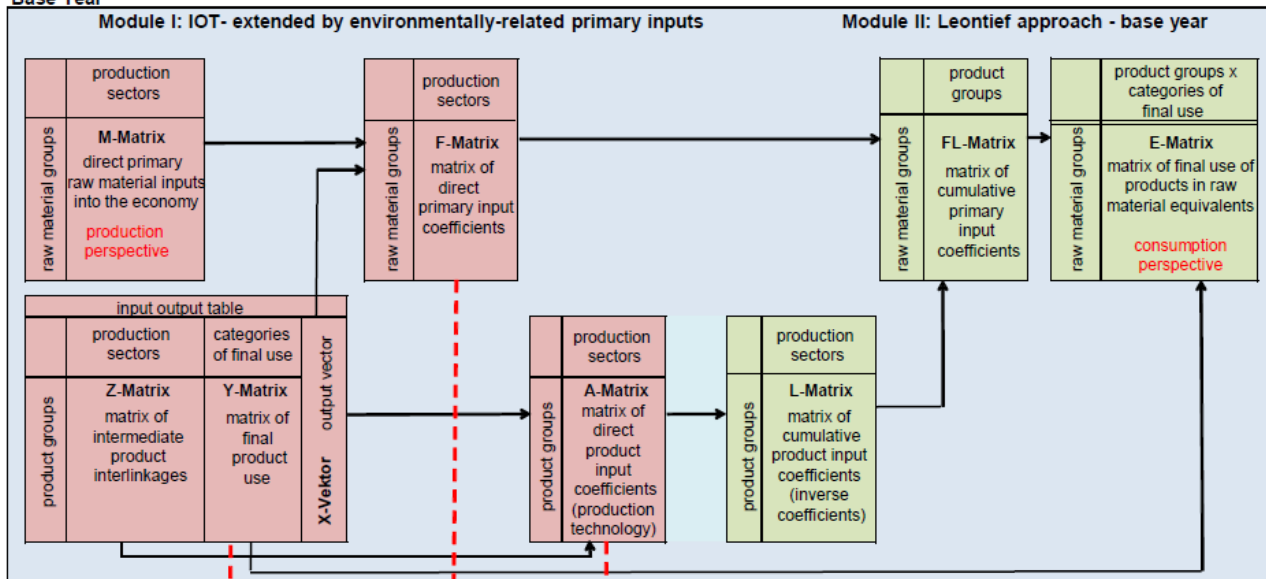 Base Year
Module I: IOT- extended by environmentally-related primary inputs
Module II: Leontief approach - base year
raw material groups
production
sectors
M-Matrix
direct primary
raw material inputs
into the economy
production
perspective
raw material groups
production
sectors
F-Matrix
matrix of
direct
primary input
coefficients
raw material groups
product
groups
FL-Matrix
matrix of
cumulative
primary
input
coefficients
raw material groups
product groups x
categories of
final use
E-Matrix
matrix of final use of
products in raw
material equivalents
consumption
perspective
input output table
product groups
production
sectors
Z-Matrix
matrix of
intermediate
product
interlinkages
categories
of final use
Y-Matrix
matrix of
final
product
use
X-Vektor output vector
product groups
production
sectors
A-Matrix
matrix of
direct
product
input
coefficients
(production
technology)
product groups
production
sectors
L-Matrix
matrix of
cumulative
product input
coefficients
(inverse
coefficients)